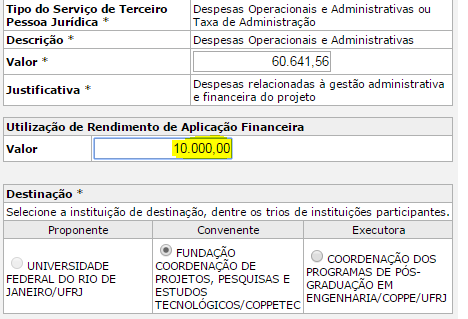 Tipo do Serviço de Terceiro Despesas Operacionais e Administrativas ou
Pessoa Jurídica * Taxa de Administração
Descrição * Despesas Operacionais e Administrativas
Valor * 60.641,56
Justificativa * Despesas relacionadas à gestão administrativa
e financeira do projeto
Utilização de Rendimento de Aplicação Financeira
Valor 10.000,00
Destinação *
Selecione a instituição de destinação, dentre os trios de instituições participantes.
Proponente Convenente Executora
UNIVERSIDADE
FEDERAL DO RIO DE
JANEIRO/UFRJ
FUNDAÇÃO
COORDENAÇÃO DE
PROJETOS, PESQUISAS E
ESTUDOS
TECNOLÓGICOS/COPPETEC
COORDENAÇÃO DOS
PROGRAMAS DE PÓS-
GRADUAÇÃO EM
ENGENHARIA/COPPE/UFRJ